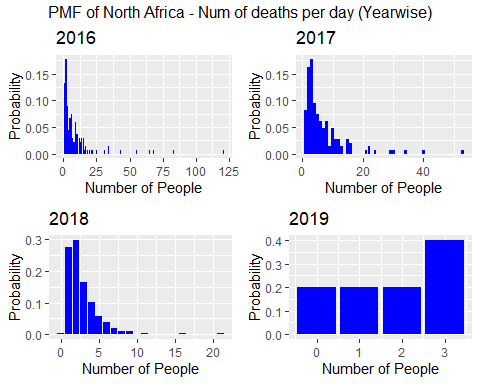 PMF of North Africa - Num of deaths per day (Yearwise)
2016
Probability
0.15
0.10
0.05
0.00
0 25 50 75 100 125
Number of People
2017
Probability
0.15
0.10
0.05
0.00
0 20 40
Number of People
2018
Probability
0.3
0.2
0.1
0.0
0 5 10 15 20
Number of People
2019
Probability
0.4
0.3
0.2
0.1
0.0
0 1 2 3
Number of People